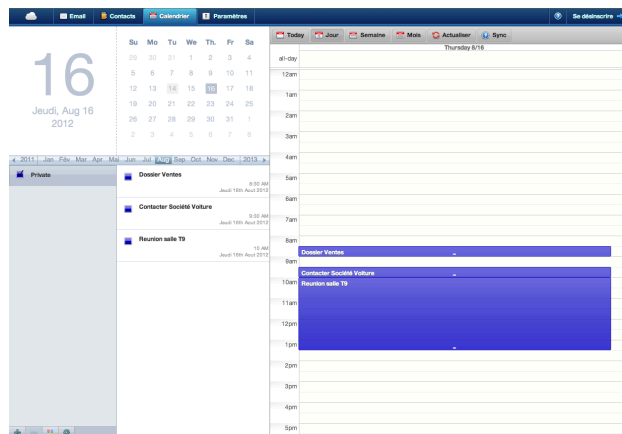 Email Contacts Calendrier Paramètres Se désinscrire
Today Jour Semaine Mois Actualiser Sync
Thursday 8/16
16
Jeudi, Aug 16
2012
Su Mo Tu We Th. Fr Sa
29 30 31 1 2 3 4
5 6 7 8 9 10 11
12 13 14 15 16 17 18
19 20 21 22 23 24 25
26 27 28 29 30 31 1
2 3 4 5 6 7 8
2011 Jan Fév Mar Apr Mai Jun Jul Aug Sep Oct Nov Dec 2013
Private
Dossier Ventes
8:30 AM
Jeudi 16th Aout 2012
Contacter Société Voiture
9:30 AM
Jeudi 16th Aout 2012
Reunion salle T9
10 AM
Jeudi 16th Aout 2012
all-day
12am
1am
2am
3am
4am
5am
6am
7am
8am
Dossier Ventes
9am
Contacter Société Voiture
10am Reunion salle T9
11am
12pm
1pm
2pm
3pm
4pm
5pm